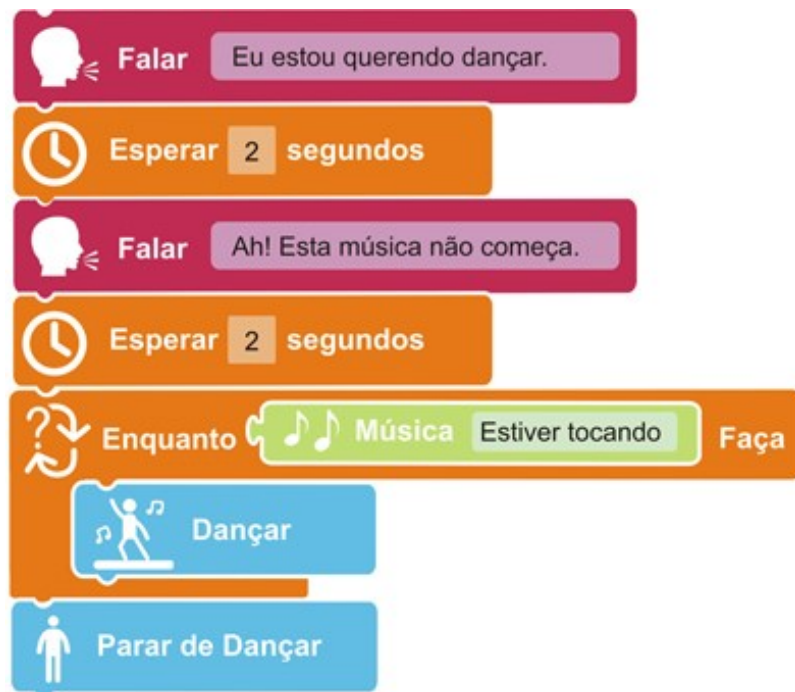 Falar Eu estou querendo dançar.
Esperar 2 segundos
Falar Ah! Esta música não começa.
Esperar 2 segundos
Enquanto Música Estiver tocando Faça
Dançar
Parar de Dançar